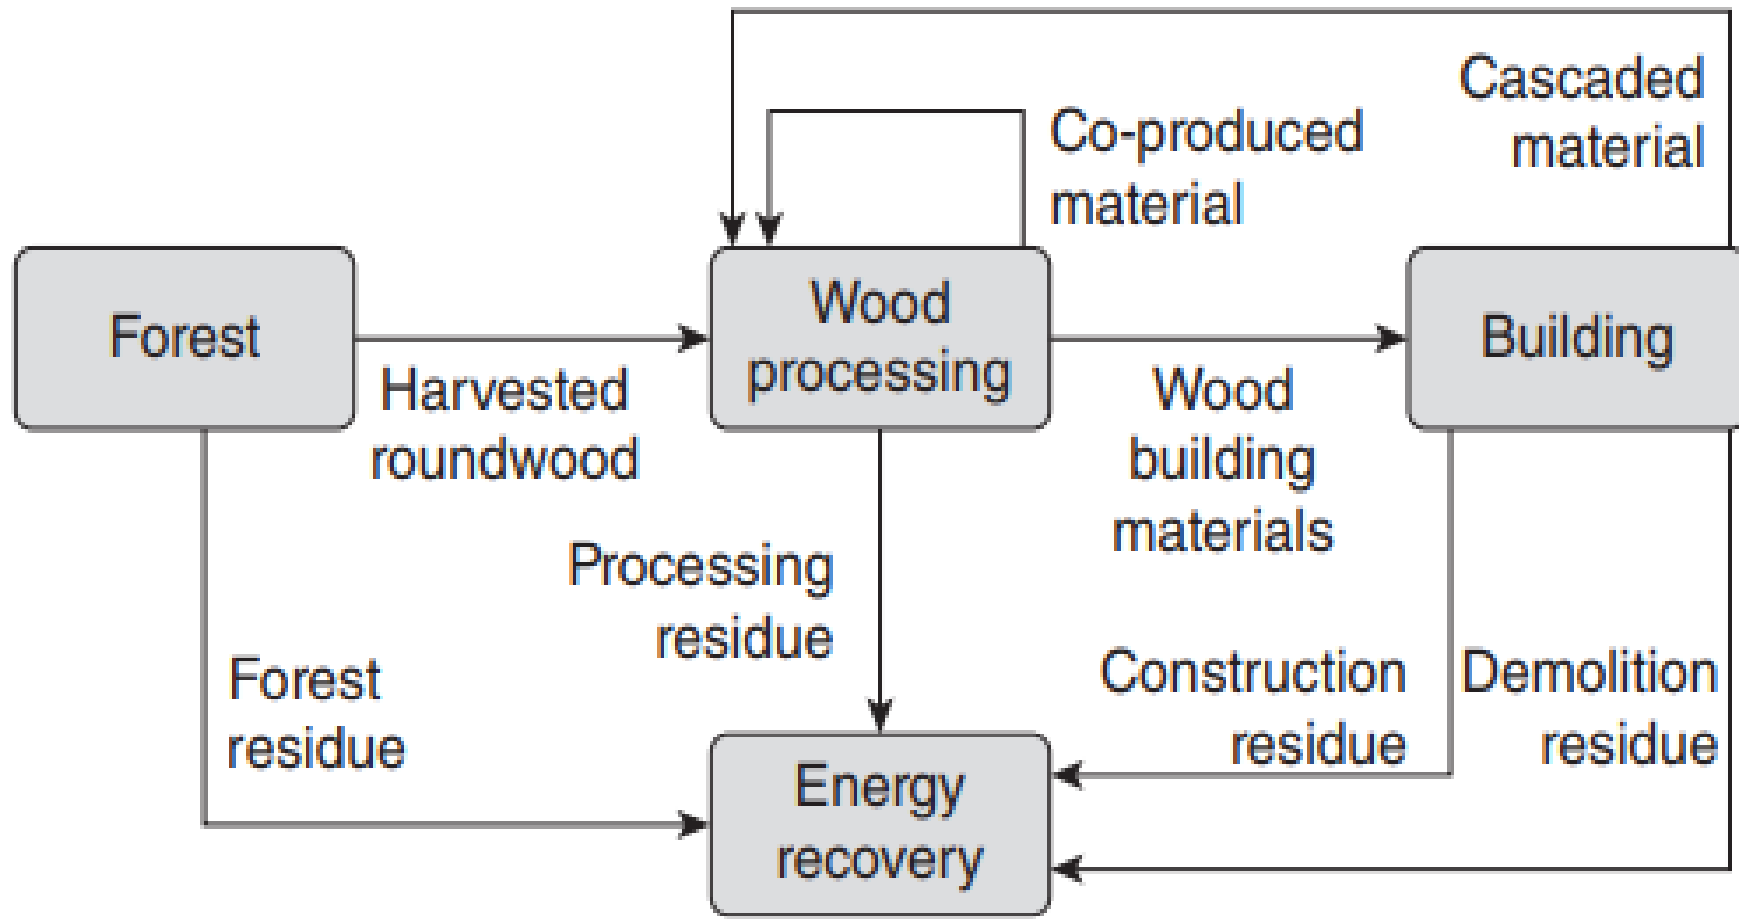 Cascaded
material
Co-produced
material
Forest
Harvested
roundwood
Wood
processing
Wood
building
materials
Building
Processing
residue
Forest
residue
Construction
residue
Demolition
residue
Energy
recovery